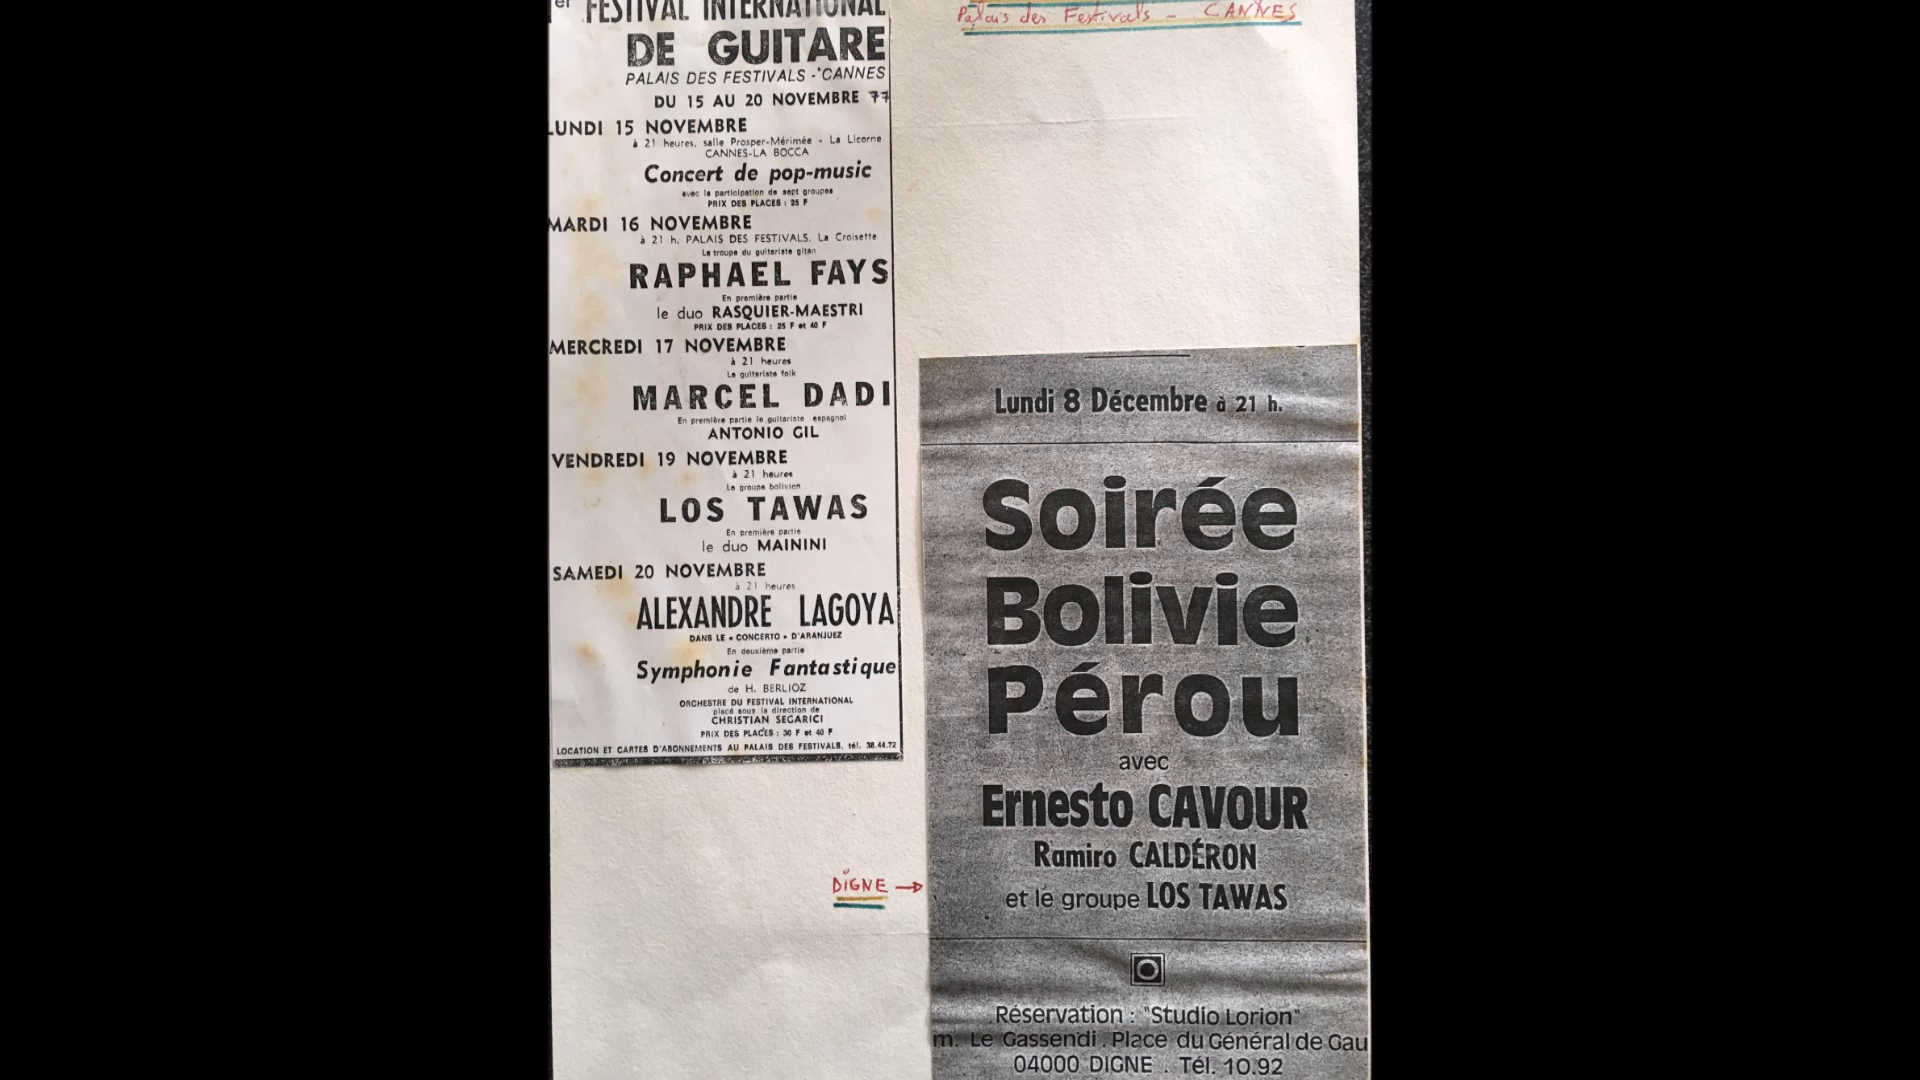 er FESTIVAL INTERNATIONAL
DE GUITARE
PALAIS DES FESTIVALS - CANNES
DU 15 AU 20 NOVEMBRE 77
LUNDI 15 NOVEMBRE
à 21 heures, salle Prosper-Mérimée - La Licorne
CANNES-LA BOCCA
Concert de pop-music
avec la participation de sept groupes
PRIX DES PLACES : 25 F
MARDI 16 NOVEMBRE
à 21 h. PALAIS DES FESTIVALS. La Croisette
La troupe du guitariste gitan
RAPHAEL FAYS
En première partie
le duo RASQUIER-MAESTRI
PRIX DES PLACES : 25 F et 40 F
MERCREDI 17 NOVEMBRE
à 21 heures
Le guitariste folk
MARCEL DADI
En première partie le guitariste espagnol
ANTONIO GIL
VENDREDI 19 NOVEMBRE
à 21 heures
Le groupe bolivien
LOS TAWAS
En première partie
le duo MAININI
SAMEDI 20 NOVEMBRE
à 21 heures
ALEXANDRE LAGOYA
DANS LE « CONCERTO » D'ARANJUEZ
En deuxième partie
Symphonie Fantastique
de H. BERLIOZ
ORCHESTRE DU FESTIVAL INTERNATIONAL
placé sous la direction de
CHRISTIAN SEGARICI
PRIX DES PLACES : 30 F et 40 F
LOCATION ET CARTES D'ABONNEMENTS AU PALAIS DES FESTIVALS, tél. 38.44.72
Palais des Festivals - CANNES
DIGNE →
Lundi 8 Décembre à 21 h.
Soirée
Bolivie
Pérou
avec
Ernesto CAVOUR
Ramiro CALDÉRON
et le groupe LOS TAWAS
Réservation : "Studio Lorion"
m. Le Gassendi . Place du Général de Gau
04000 DIGNE . Tél. 10.92